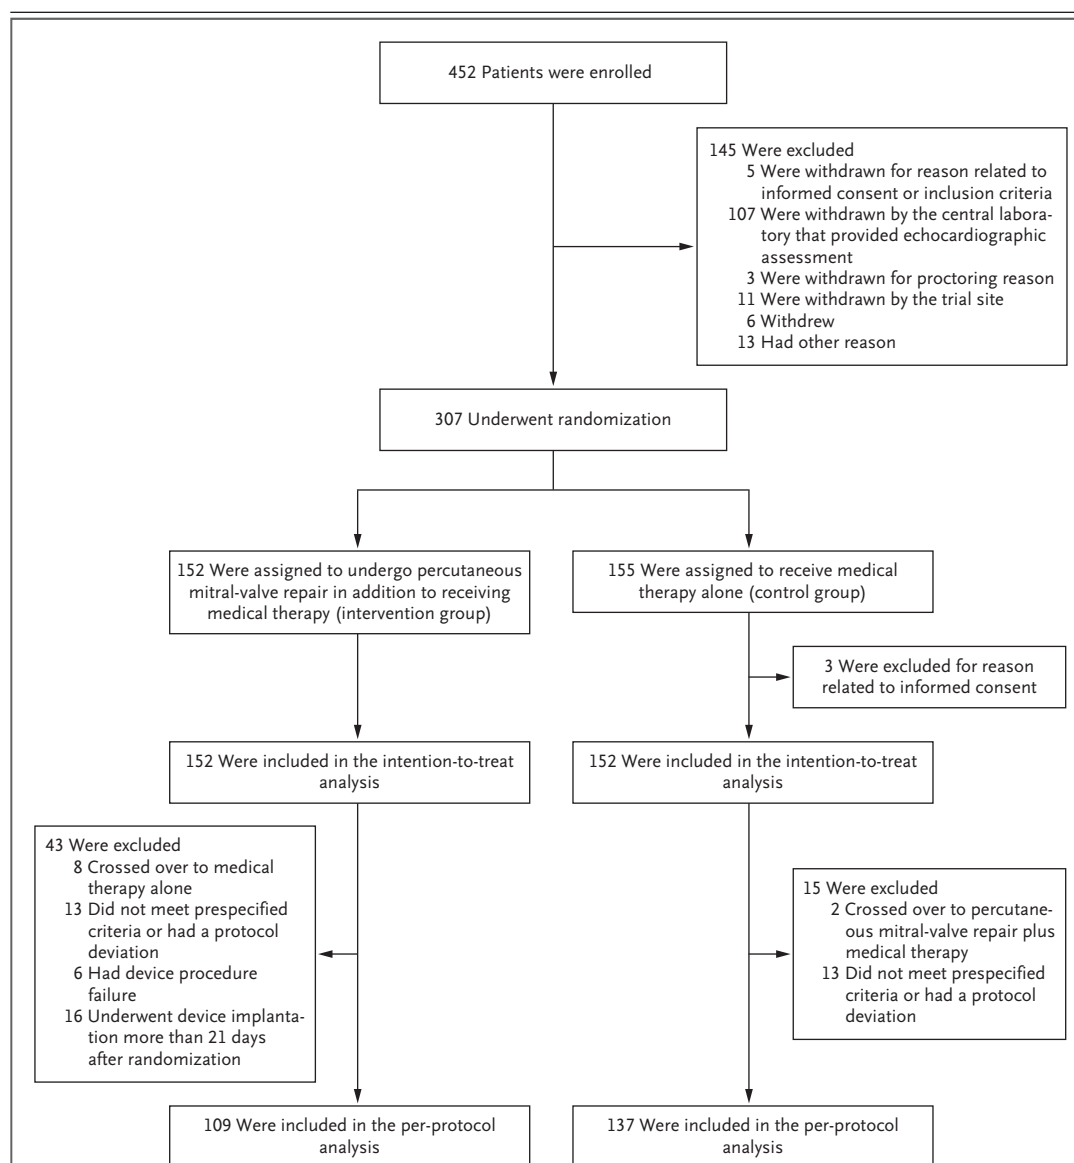 452 Patients were enrolled
145 Were excluded
5 Were withdrawn for reason related to
informed consent or inclusion criteria
107 Were withdrawn by the central labora-
tory that provided echocardiographic
assessment
3 Were withdrawn for proctoring reason
11 Were withdrawn by the trial site
6 Withdrew
13 Had other reason
307 Underwent randomization
152 Were assigned to undergo percutaneous
mitral-valve repair in addition to receiving
medical therapy (intervention group)
155 Were assigned to receive medical
therapy alone (control group)
3 Were excluded for reason
related to informed consent
152 Were included in the intention-to-treat
analysis
152 Were included in the intention-to-treat
analysis
43 Were excluded
8 Crossed over to medical
therapy alone
13 Did not meet prespecified
criteria or had a protocol
deviation
6 Had device procedure
failure
16 Underwent device implanta-
tion more than 21 days
after randomization
15 Were excluded
2 Crossed over to percutane-
ous mitral-valve repair plus
medical therapy
13 Did not meet prespecified
criteria or had a protocol
deviation
109 Were included in the per-protocol
analysis
137 Were included in the per-protocol
analysis